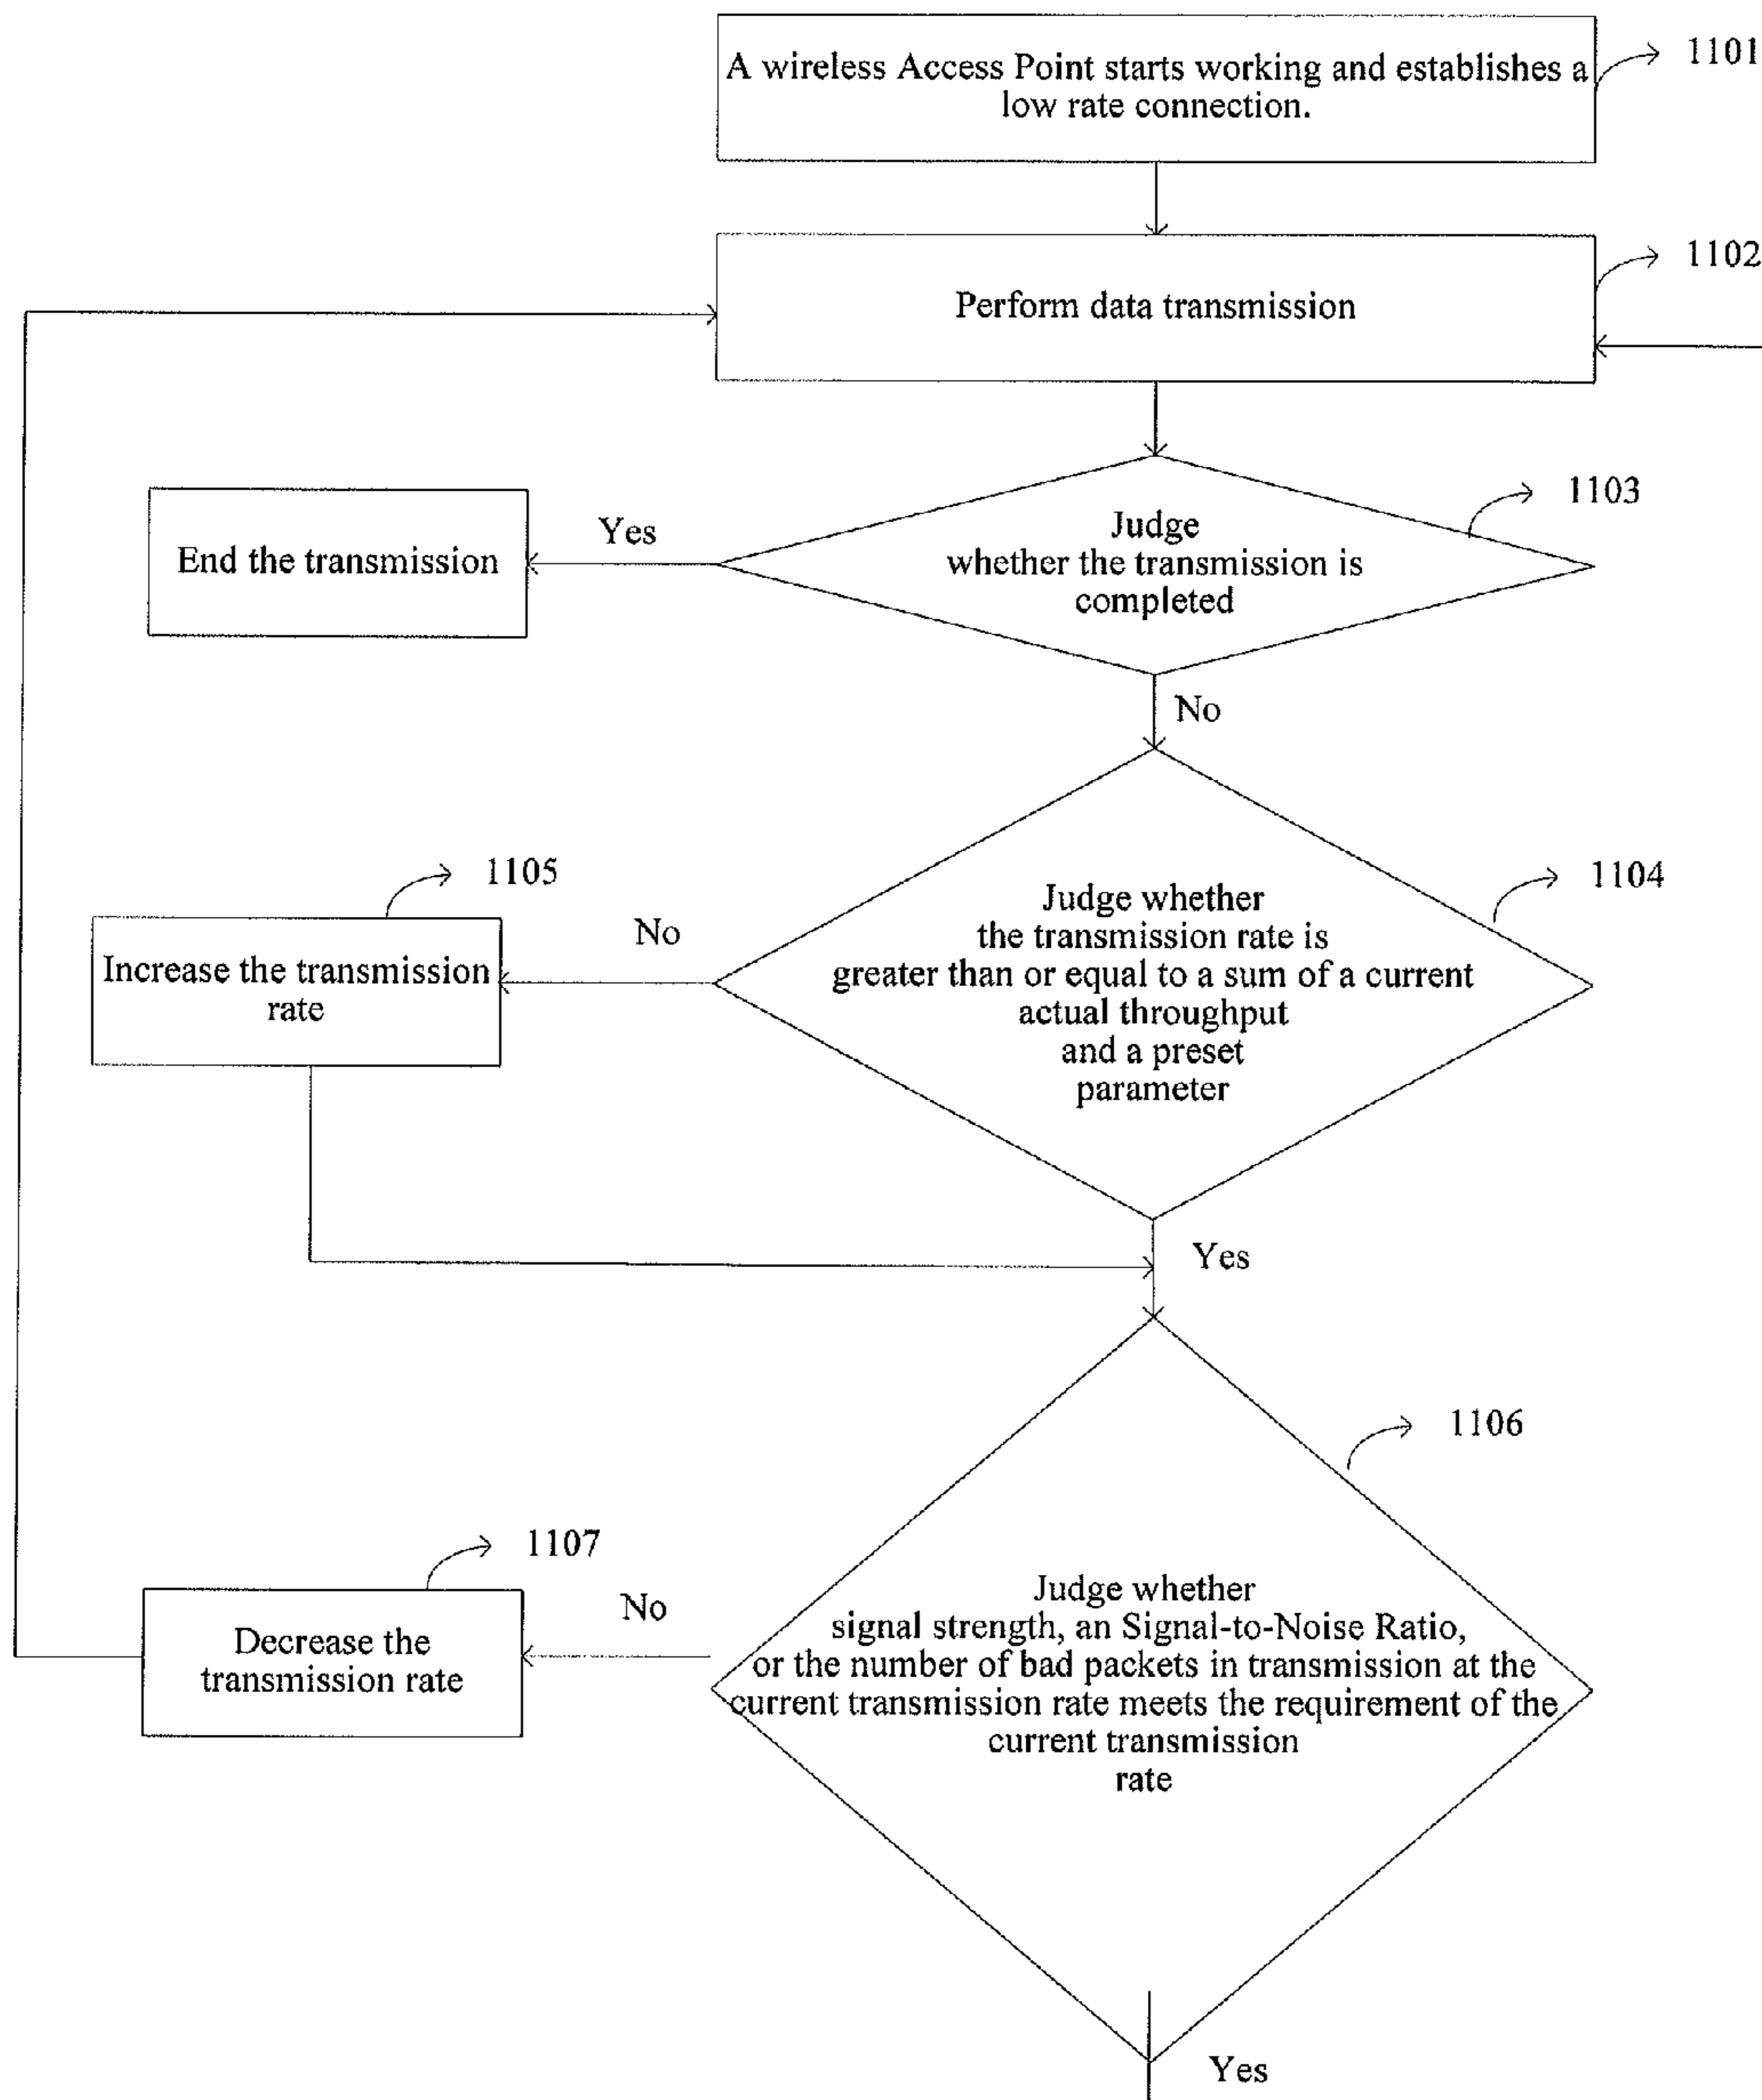 A wireless Access Point starts working and establishes a
low rate connection.
1101
Perform data transmission
1102
Judge
whether the transmission is
completed
1103
Yes
End the transmission
No
Judge whether
the transmission rate is
greater than or equal to a sum of a current
actual throughput
and a preset
parameter
1104
No
1105
Increase the transmission
rate
Yes
1106
Judge whether
signal strength, an Signal-to-Noise Ratio,
or the number of bad packets in transmission at the
current transmission rate meets the requirement of the
current transmission
rate
No
1107
Decrease the
transmission rate
Yes